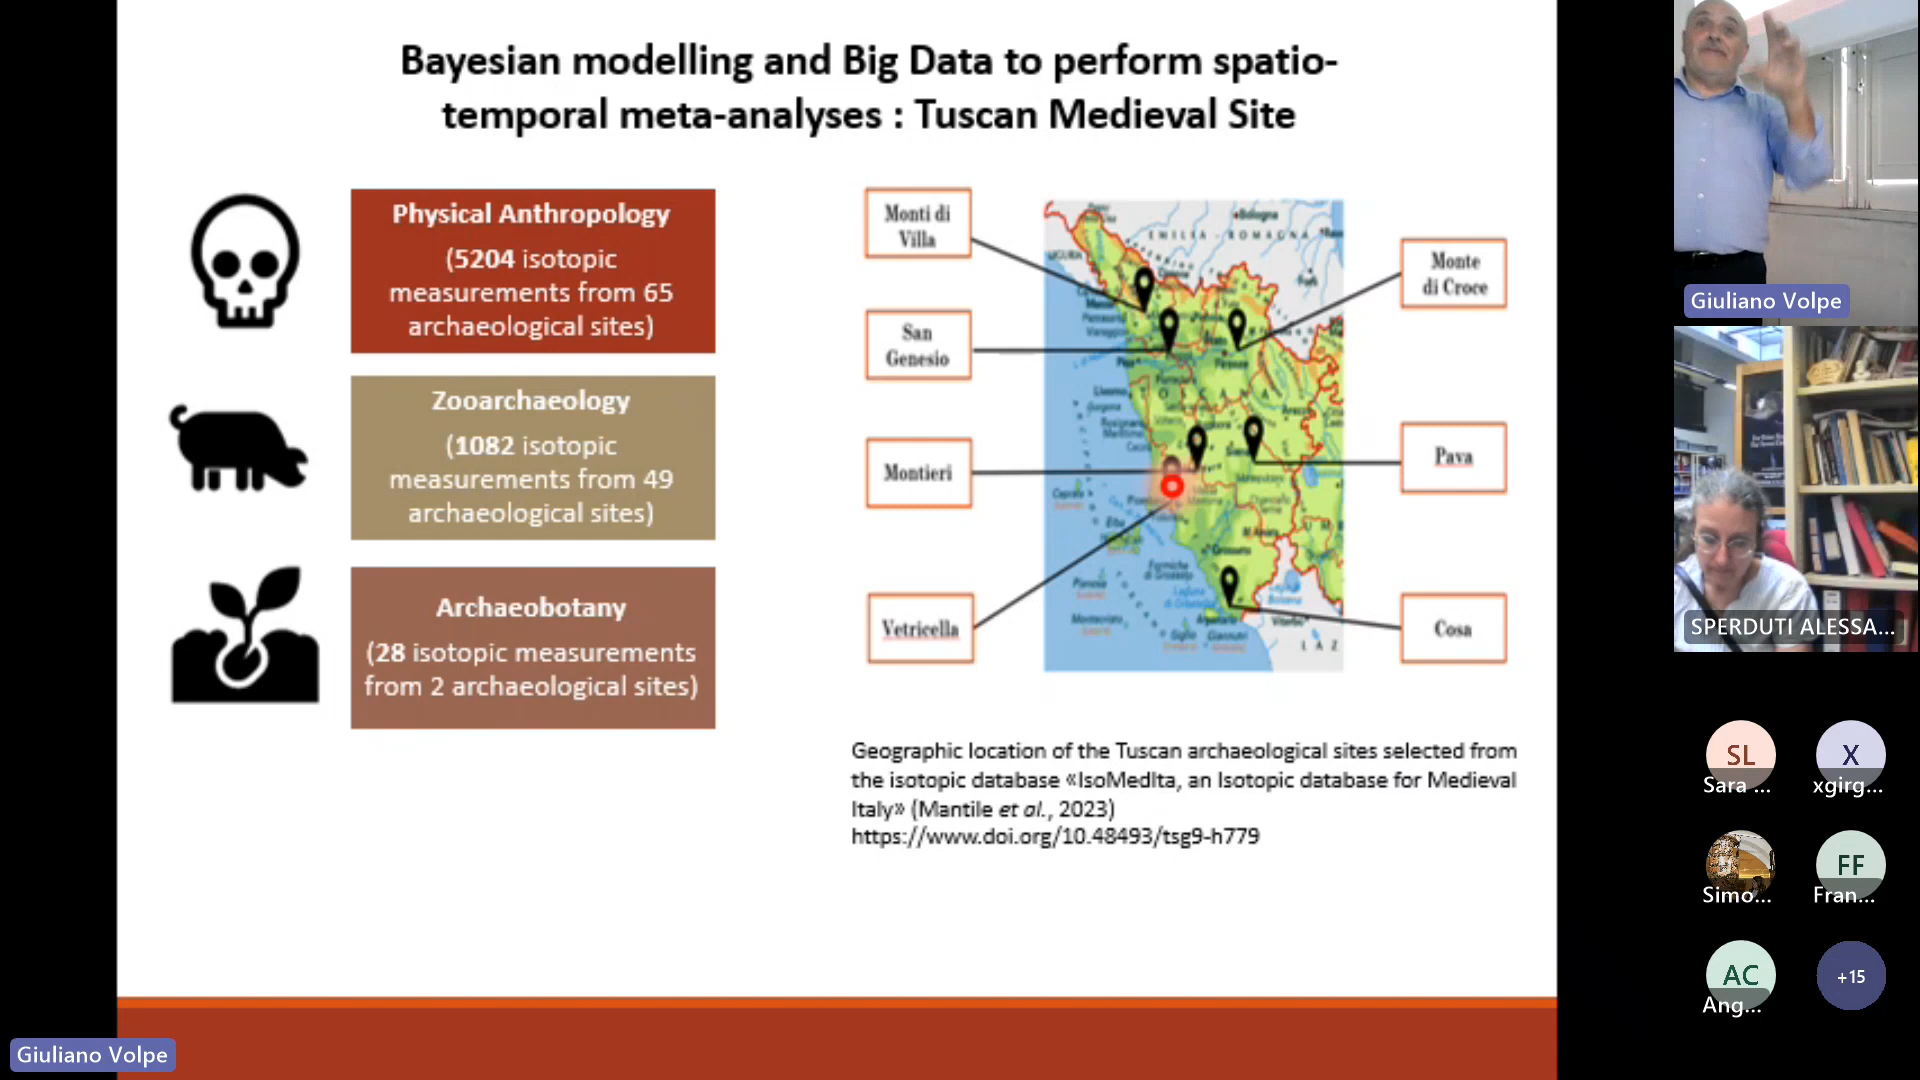 Bayesian modelling and Big Data to perform spatio-
temporal meta-analyses : Tuscan Medieval Site
Physical Anthropology
(5204 isotopic
measurements from 65
archaeological sites)
Zooarchaeology
(1082 isotopic
measurements from 49
archaeological sites)
Archaeobotany
(28 isotopic measurements
from 2 archaeological sites)
Monti di
Villa
San
Genesio
Montieri
Vetricella
Monte
di Croce
Pava
Cosa
Bologna
EMILIA - ROMAGNA
Grosseto
Geographic location of the Tuscan archaeological sites selected from
the isotopic database «IsoMedIta, an Isotopic database for Medieval
Italy» (Mantile et al., 2023)
https://www.doi.org/10.48493/tsg9-h779
Giuliano Volpe
Giuliano Volpe
SPERDUTI ALESSA...
SL
Sara ...
X
xgirg...
Simo...
FF
Fran...
AC
Ang...
+15